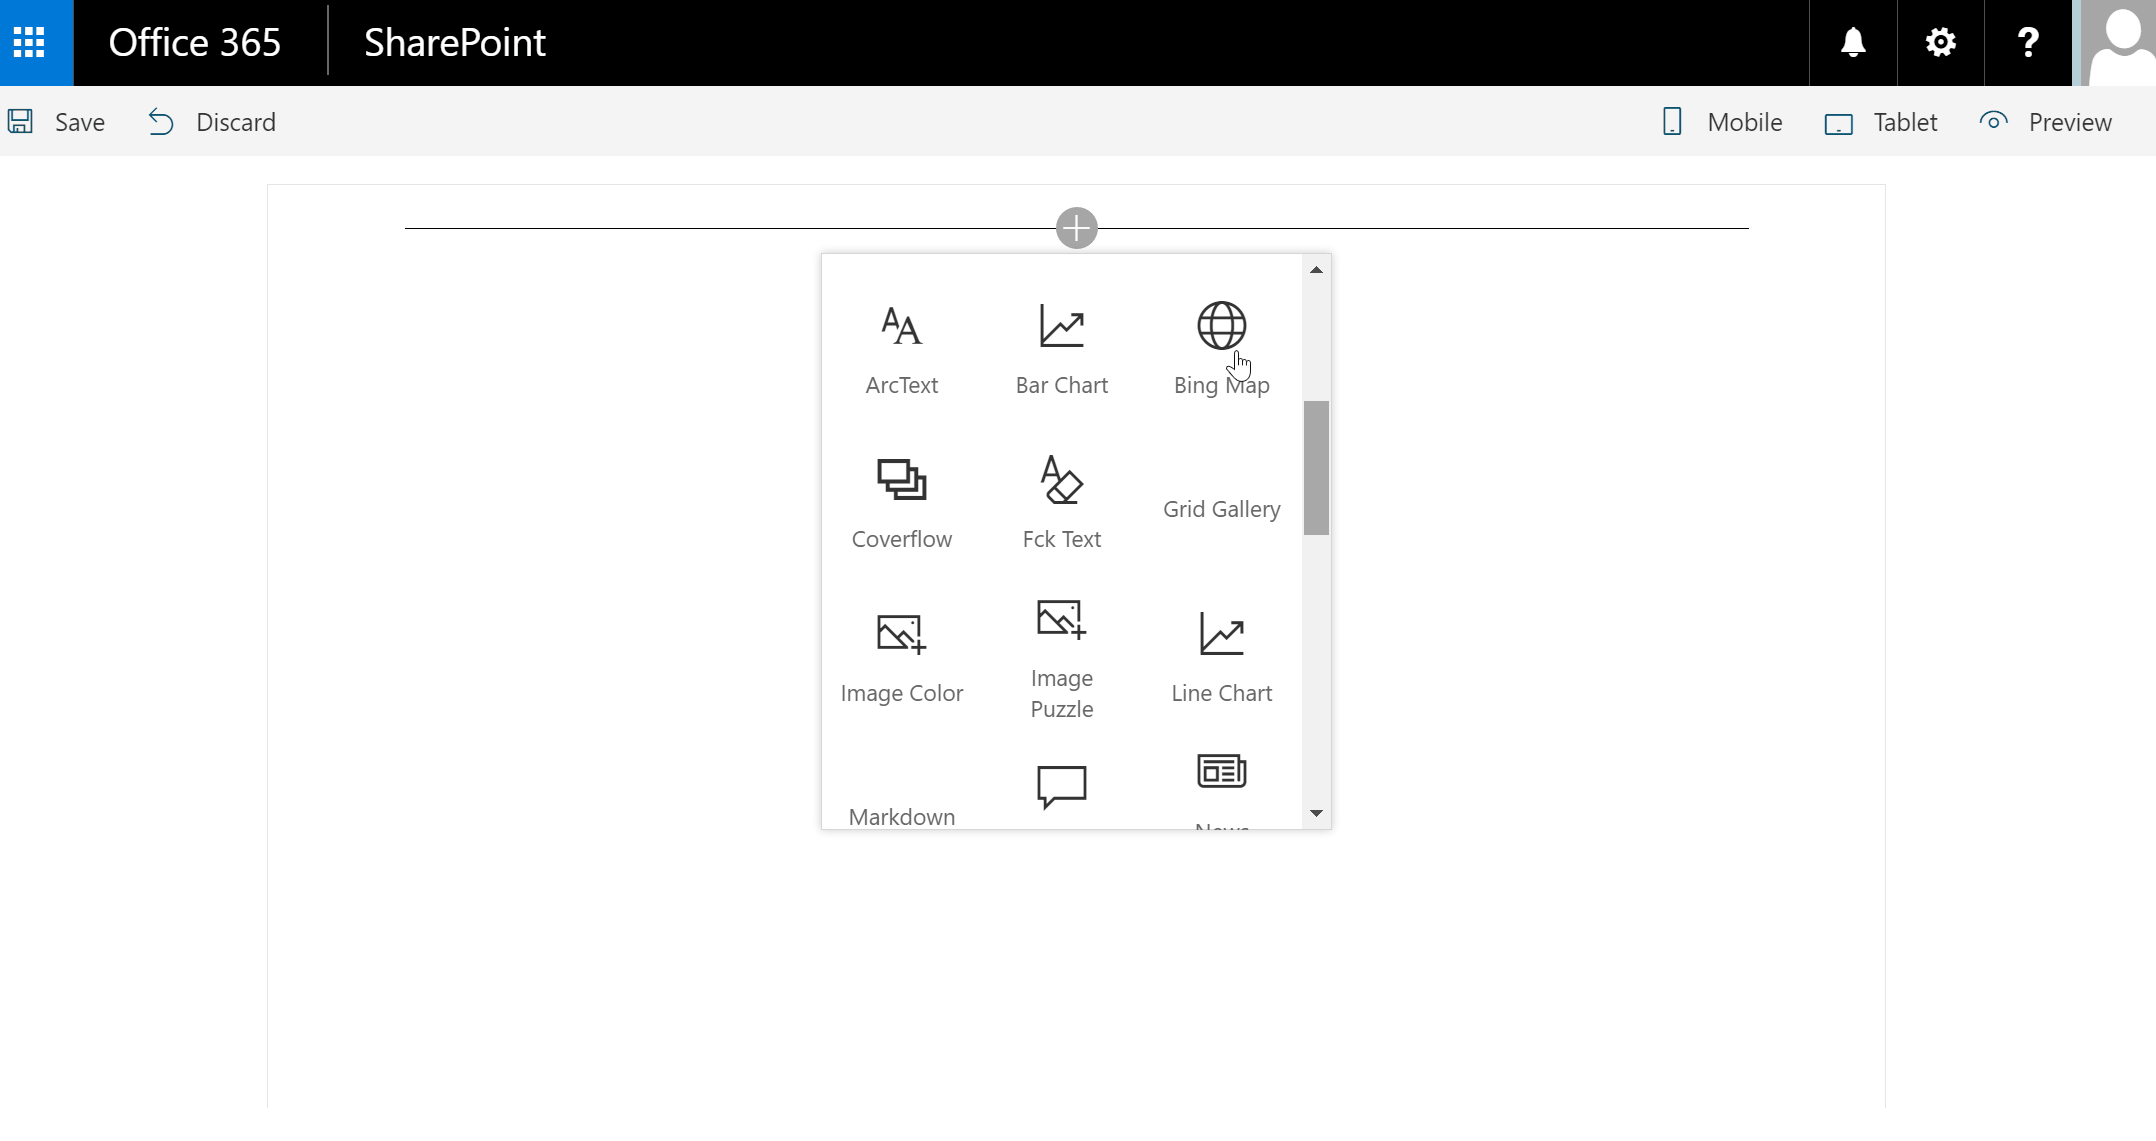 Office 365 SharePoint
Save Discard Mobile Tablet Preview
ArcText Bar Chart Bing Map
Coverflow Fck Text Grid Gallery
Image Color Image Puzzle Line Chart
Markdown News